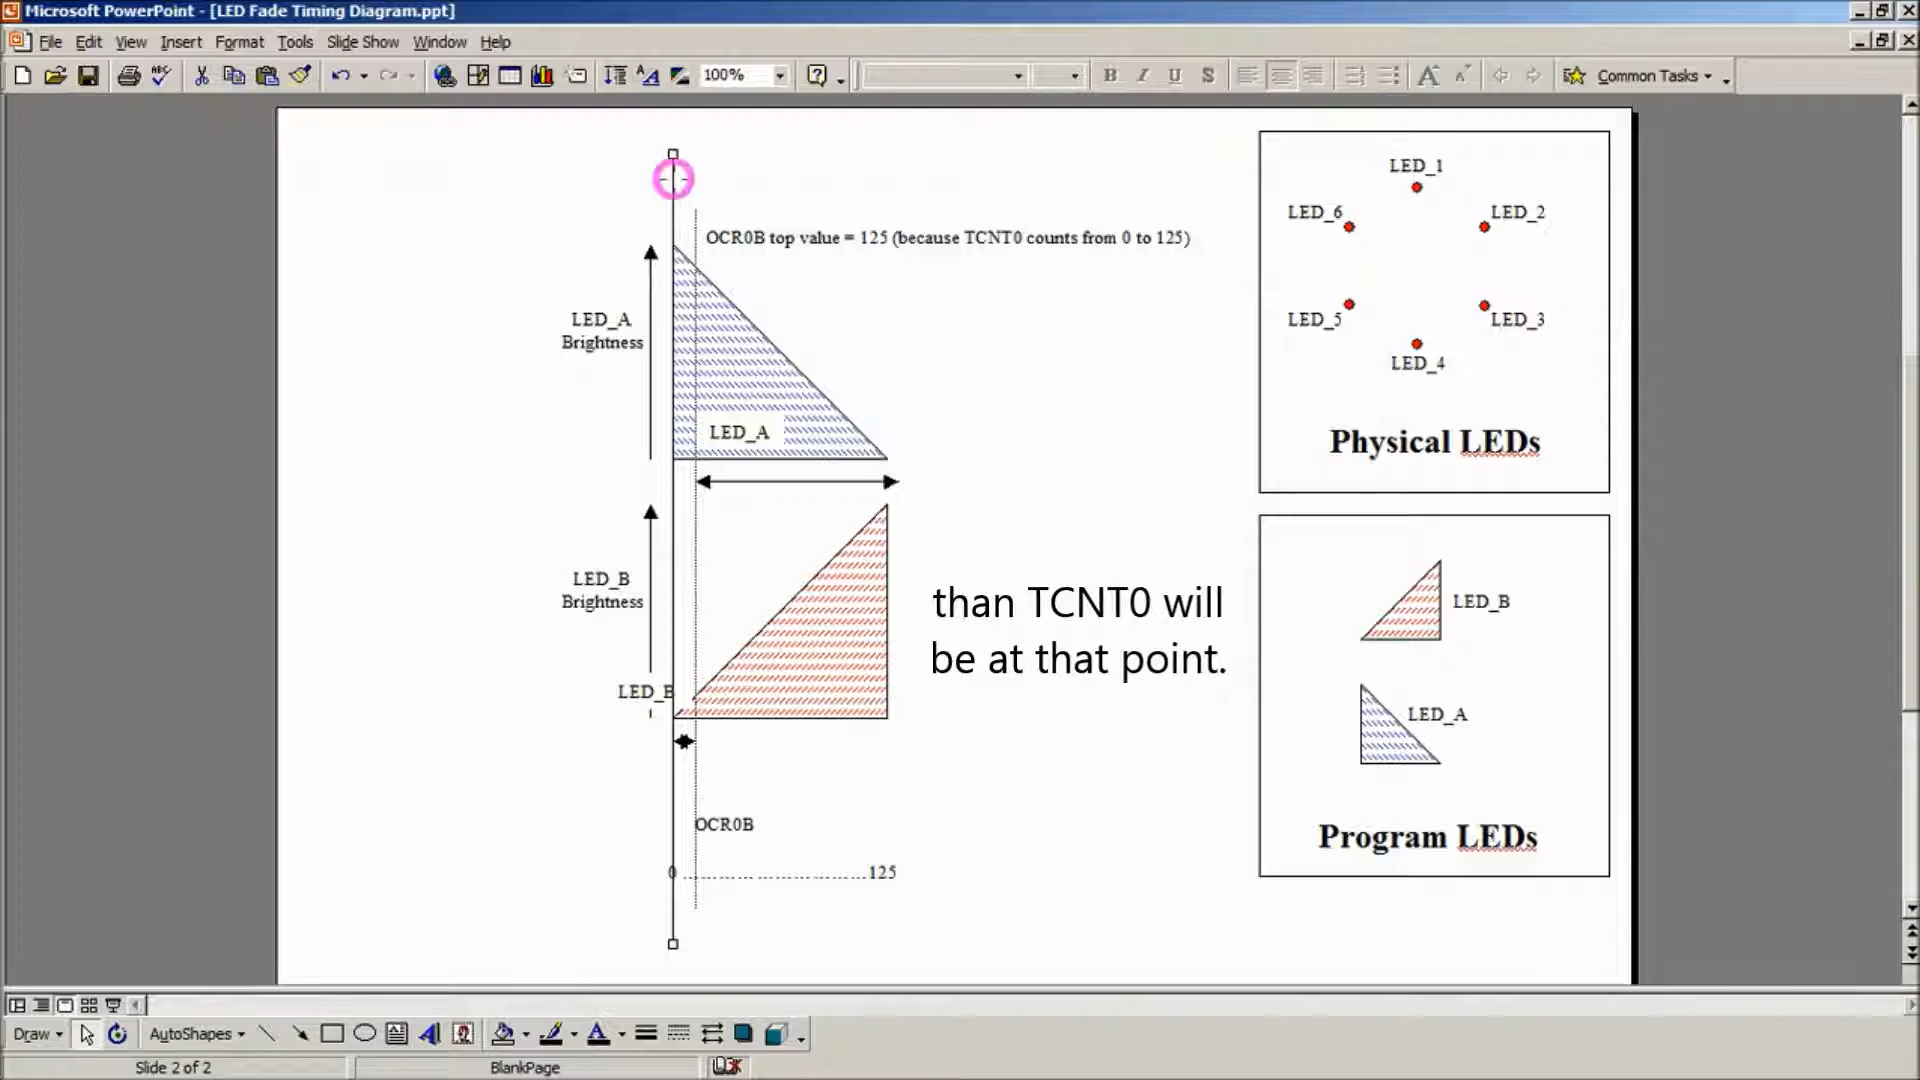 Microsoft PowerPoint - [LED Fade Timing Diagram.ppt]
File Edit View Insert Format Tools Slide Show Window Help
100% Common Tasks
LED_1
LED_6
LED_2
LED_5
LED_3
LED_4
Physical LEDs
OCR0B top value = 125 (because TCNT0 counts from 0 to 125)
LED_A
Brightness
LED_A
LED_B
Brightness
LED_B
than TCNT0 will
be at that point.
LED_B
LED_A
Program LEDs
OCR0B
0 125
Draw AutoShapes
Slide 2 of 2 BlankPage